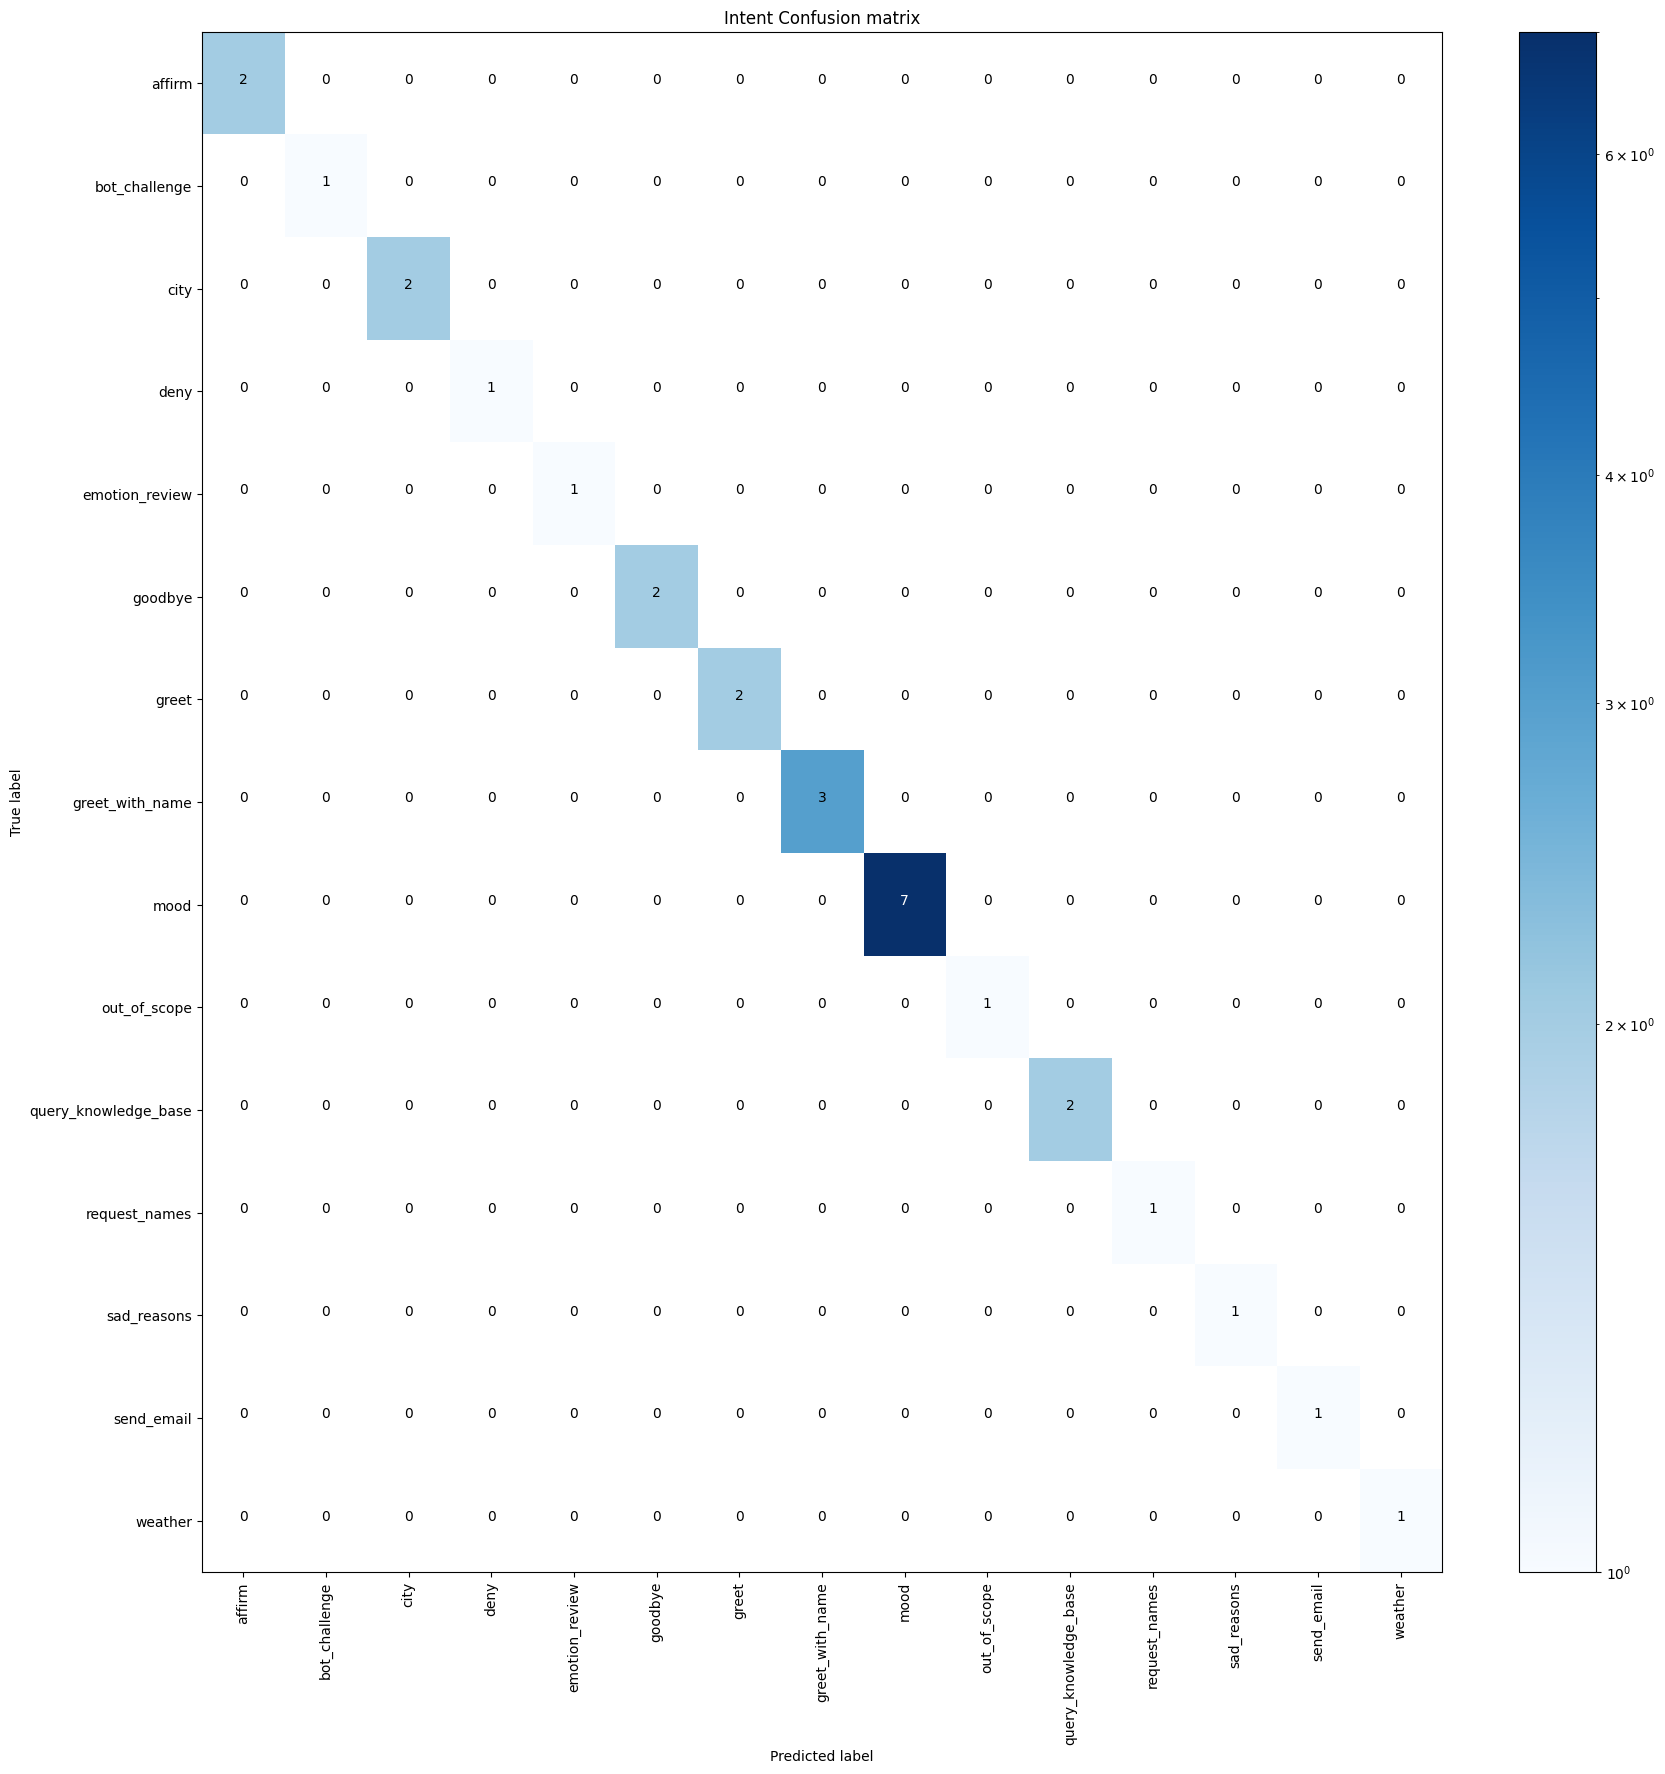 Intent Confusion matrix
affirm 2 0 0 0 0 0 0 0 0 0 0 0 0 0 0
bot_challenge 0 1 0 0 0 0 0 0 0 0 0 0 0 0 0
6 × 10⁰
city 0 0 2 0 0 0 0 0 0 0 0 0 0 0 0
deny 0 0 0 1 0 0 0 0 0 0 0 0 0 0 0
emotion_review 0 0 0 0 1 0 0 0 0 0 0 0 0 0 0
4 × 10⁰
goodbye 0 0 0 0 0 2 0 0 0 0 0 0 0 0 0
greet 0 0 0 0 0 0 2 0 0 0 0 0 0 0 0
3 × 10⁰
greet_with_name 0 0 0 0 0 0 0 3 0 0 0 0 0 0 0
True label
mood 0 0 0 0 0 0 0 0 7 0 0 0 0 0 0
out_of_scope 0 0 0 0 0 0 0 0 0 1 0 0 0 0 0
2 × 10⁰
query_knowledge_base 0 0 0 0 0 0 0 0 0 0 2 0 0 0 0
request_names 0 0 0 0 0 0 0 0 0 0 0 1 0 0 0
sad_reasons 0 0 0 0 0 0 0 0 0 0 0 0 1 0 0
send_email 0 0 0 0 0 0 0 0 0 0 0 0 0 1 0
weather 0 0 0 0 0 0 0 0 0 0 0 0 0 0 1
10⁰
affirm
bot_challenge
city
deny
emotion_review
goodbye
greet
greet_with_name
mood
out_of_scope
query_knowledge_base
request_names
sad_reasons
send_email
weather
Predicted label